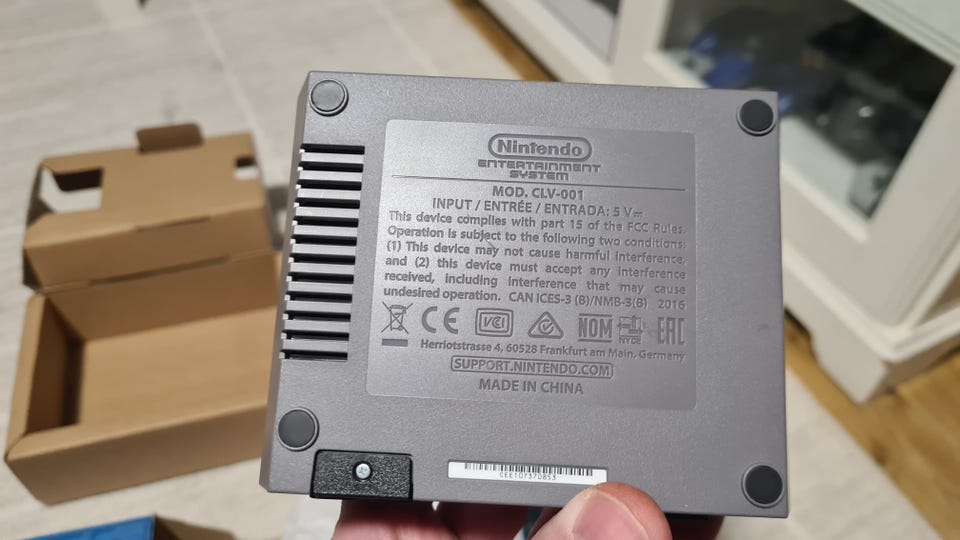 Nintendo
ENTERTAINMENT
SYSTEM
MOD. CLV-001
INPUT / ENTRÉE / ENTRADA: 5 V⎓
This device complies with part 15 of the FCC Rules.
Operation is subject to the following two conditions:
(1) This device may not cause harmful interference,
and (2) this device must accept any interference
received, including interference that may cause
undesired operation. CAN ICES-3 (B)/NMB-3(B) 2016
CE VCI NOM NYCE EAC
Herriotstrasse 4, 60528 Frankfurt am Main, Germany
SUPPORT.NINTENDO.COM
MADE IN CHINA